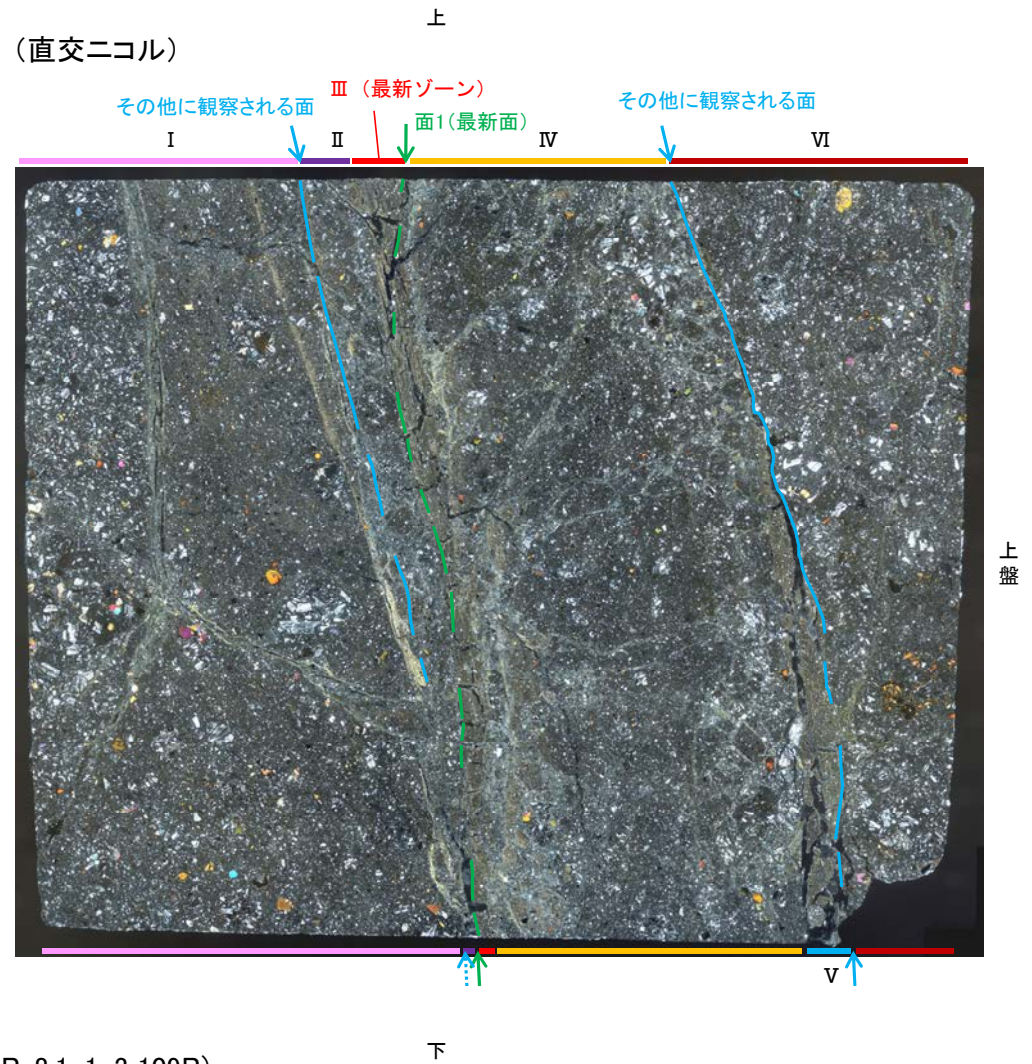 上
(直交ニコル)
Ⅲ (最新ゾーン)
その他に観察される面
その他に観察される面
面1(最新面)
Ⅰ
Ⅱ
Ⅳ
Ⅵ
上
盤
Ⅴ
下